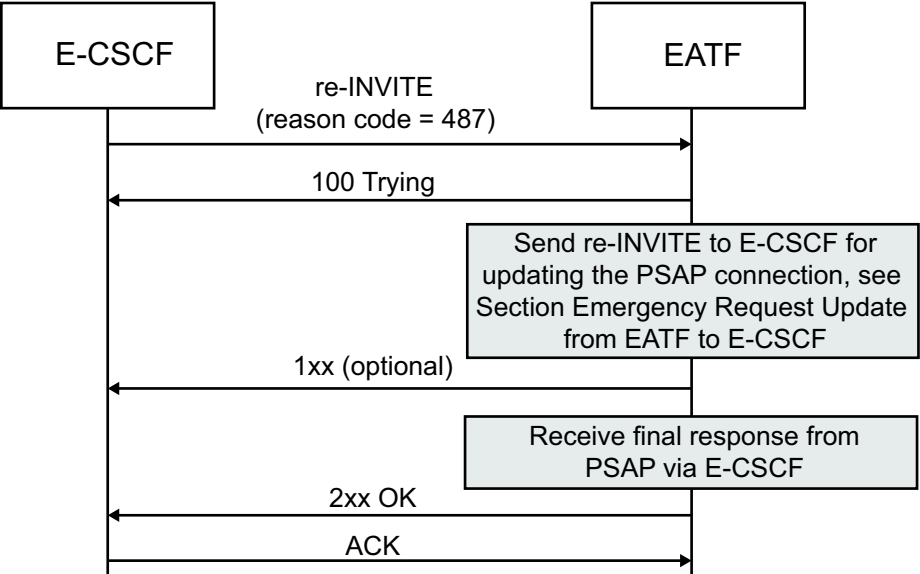 E-CSCF
EATF
re-INVITE
(reason code = 487)
100 Trying
Send re-INVITE to E-CSCF for
updating the PSAP connection, see
Section Emergency Request Update
from EATF to E-CSCF
1xx (optional)
Receive final response from
PSAP via E-CSCF
2xx OK
ACK